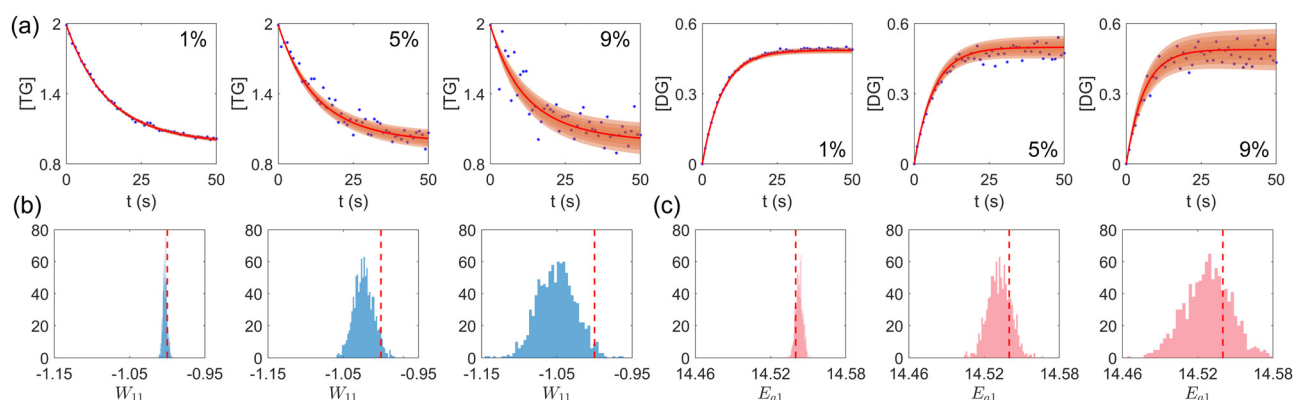 (a)
2 1.4 0.8 [TG] 1% 0 25 50 t (s)
2 1.4 0.8 [TG] 5% 0 25 50 t (s)
2 1.4 0.8 [TG] 9% 0 25 50 t (s)
0.6 0.3 0 [DG] 1% 0 25 50 t (s)
0.6 0.3 0 [DG] 5% 0 25 50 t (s)
0.6 0.3 0 [DG] 9% 0 25 50 t (s)
(b)
80 60 40 20 0 -1.15 -1.05 -0.95 W11
80 60 40 20 0 -1.15 -1.05 -0.95 W11
80 60 40 20 0 -1.15 -1.05 -0.95 W11
(c)
80 60 40 20 0 14.46 14.52 14.58 Ea1
80 60 40 20 0 14.46 14.52 14.58 Ea1
80 60 40 20 0 14.46 14.52 14.58 Ea1